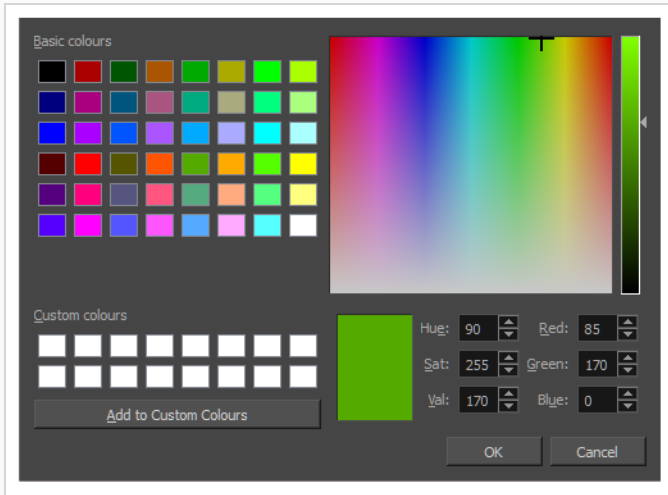 Basic colours
Custom colours
Add to Custom Colours
Hue: 90 Red: 85
Sat: 255 Green: 170
Val: 170 Blue: 0
OK Cancel